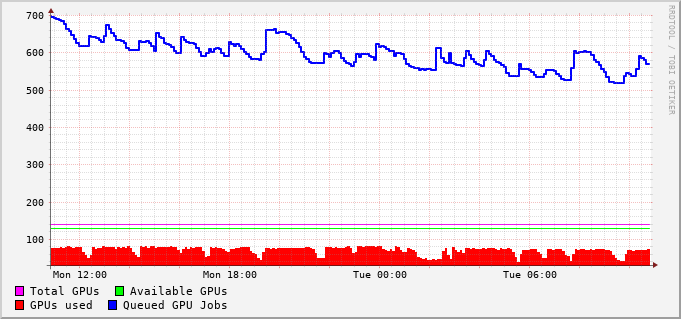 700
600
500
400
300
200
100
Mon 12:00 Mon 18:00 Tue 00:00 Tue 06:00
Total GPUs Available GPUs
GPUs used Queued GPU Jobs
RRDTOOL / TOBI OETIKER